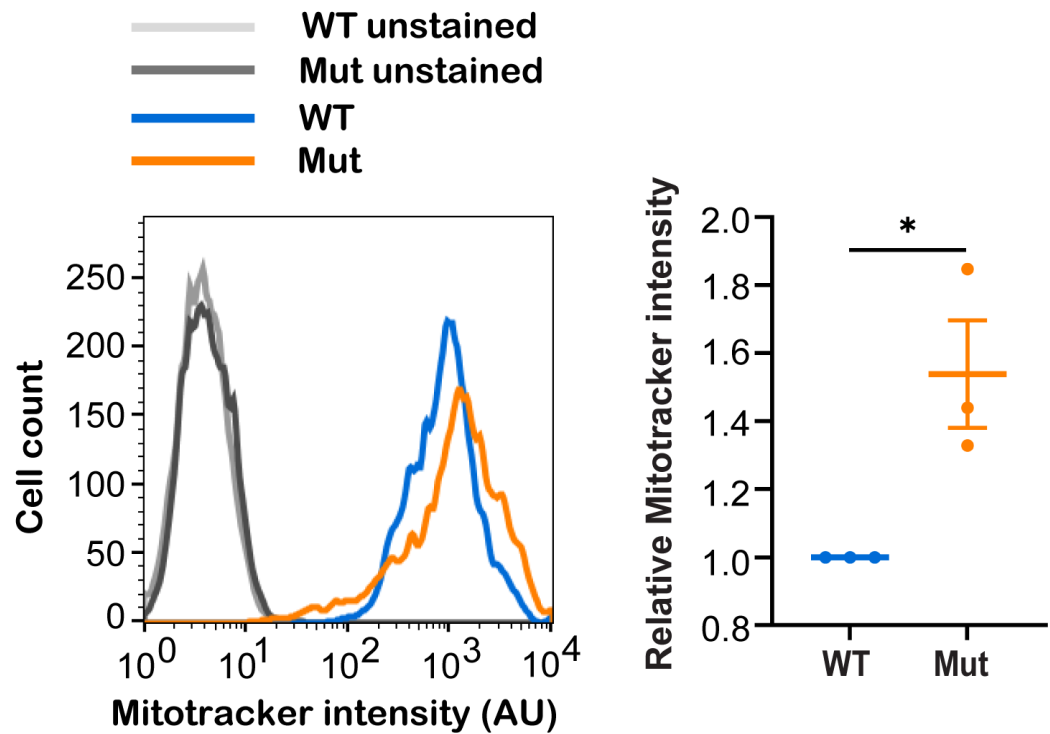 WT unstained
Mut unstained
WT
Mut
Cell count
250
200
150
100
50
0
10^0 10^1 10^2 10^3 10^4
Mitotracker intensity (AU)
Relative Mitotracker intensity
2.0
*
1.8
1.6
1.4
1.2
1.0
0.8
WT Mut